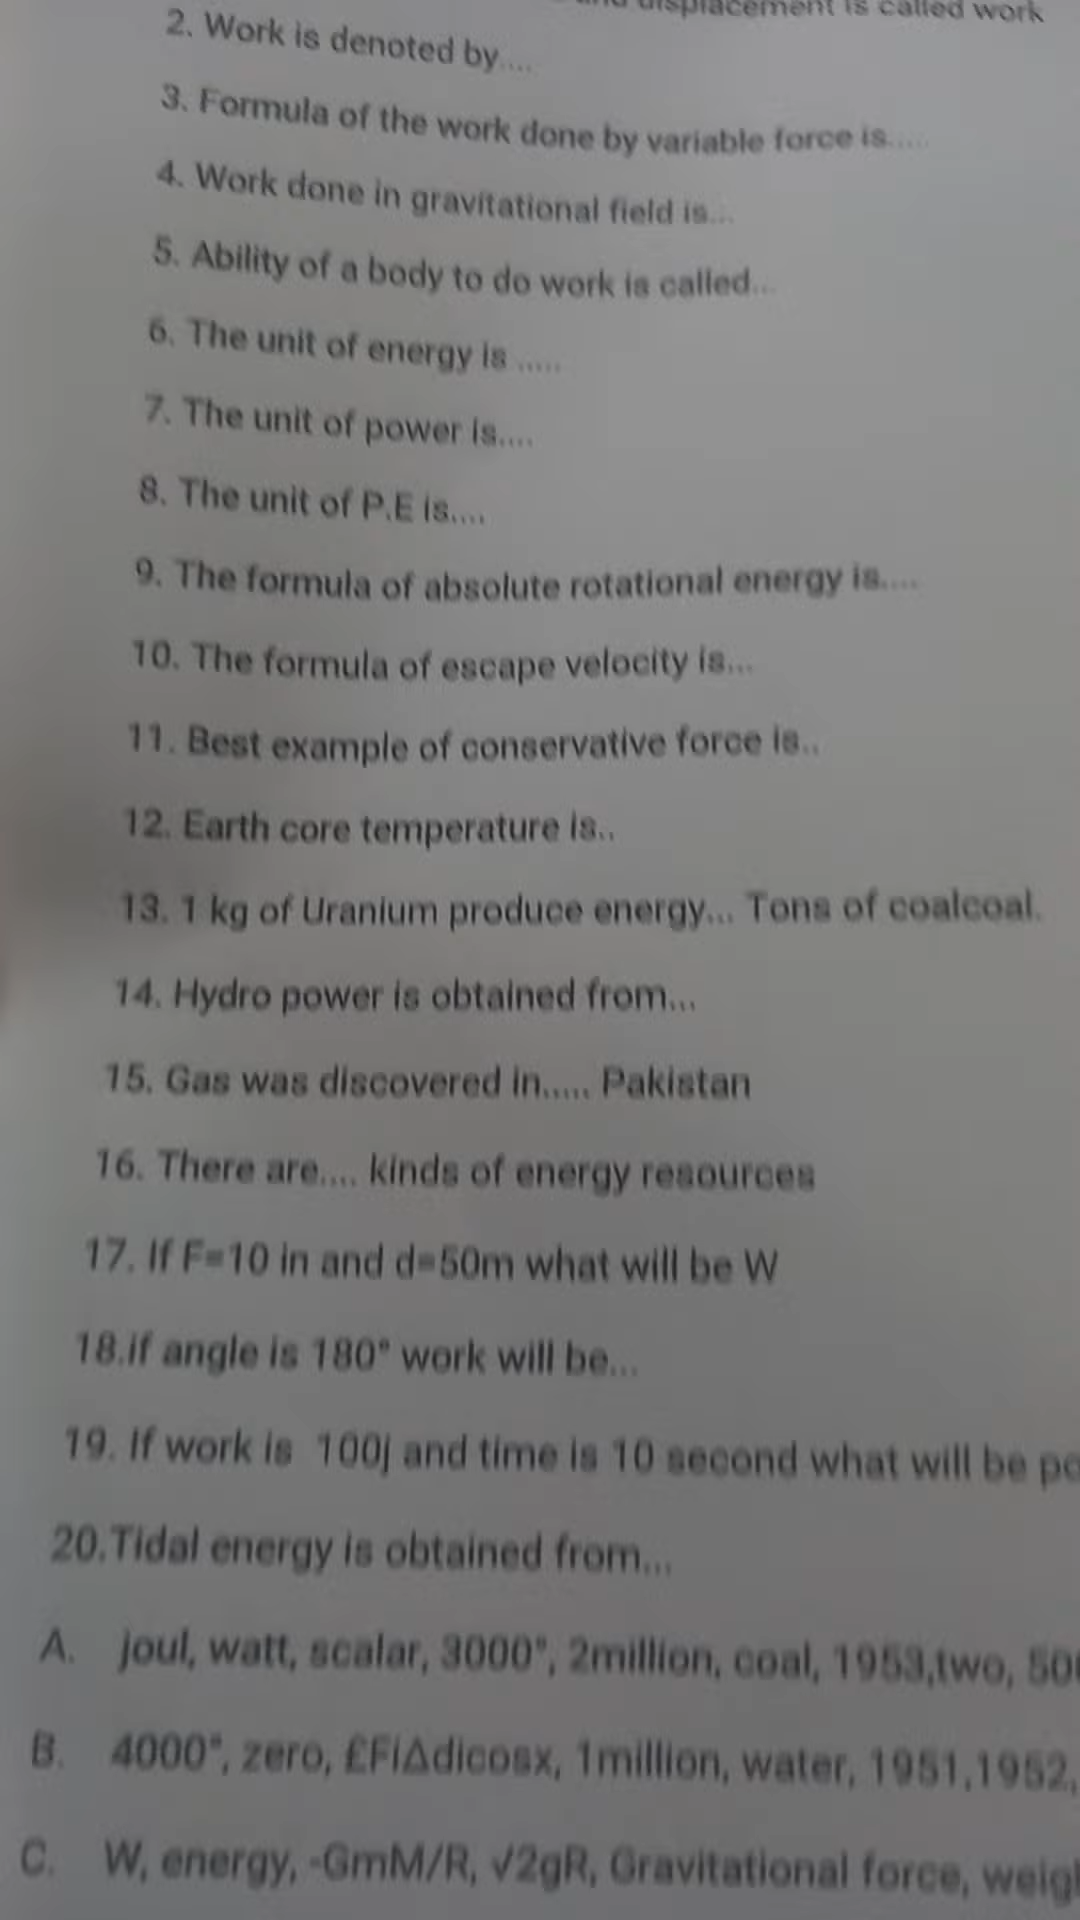 displacement is called work
2. Work is denoted by....
3. Formula of the work done by variable force is.....
4. Work done in gravitational field is...
5. Ability of a body to do work is called...
6. The unit of energy is .....
7. The unit of power is....
8. The unit of P.E is....
9. The formula of absolute rotational energy is....
10. The formula of escape velocity is...
11. Best example of conservative force is..
12. Earth core temperature is..
13. 1 kg of Uranium produce energy... Tons of coalcoal.
14. Hydro power is obtained from...
15. Gas was discovered in..... Pakistan
16. There are.... kinds of energy resources
17. If F=10 in and d=50m what will be W
18.if angle is 180° work will be...
19. If work is 100j and time is 10 second what will be
20.Tidal energy is obtained from...
A. joul, watt, scalar, 3000°, 2million, coal, 1953,two,
B. 4000°, zero, £FiΔdicosx, 1million, water, 1951,1952,
C. W, energy, -GmM/R, √2gR, Gravitational force,